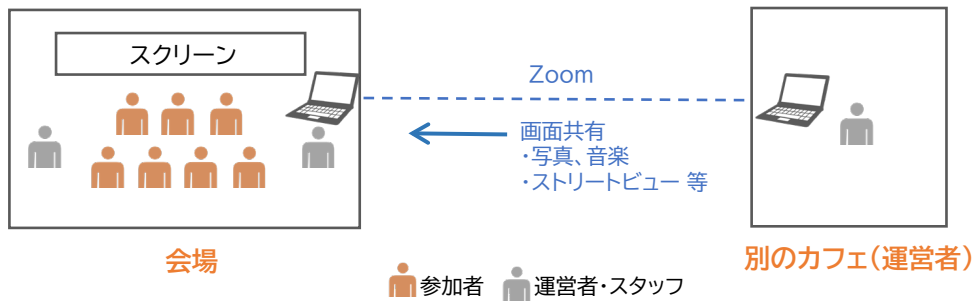 スクリーン
Zoom
画面共有
・写真、音楽
・ストリートビュー 等
会場
別のカフェ(運営者)
参加者
運営者・スタッフ